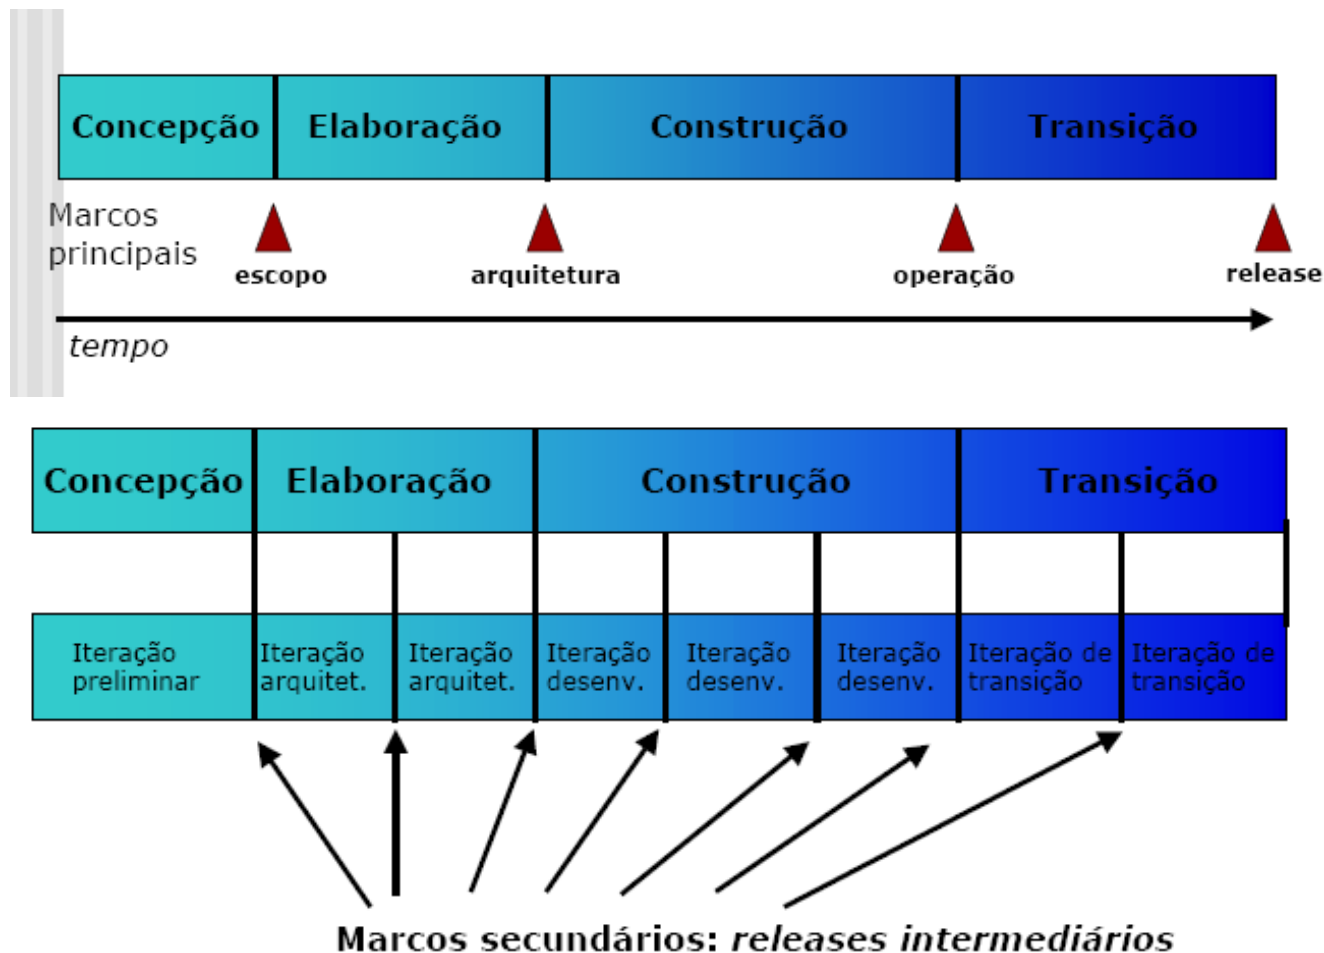 Concepção Elaboração Construção Transição
Marcos
principais
escopo arquitetura operação release
tempo
Concepção Elaboração Construção Transição
Iteração Iteração Iteração Iteração Iteração Iteração Iteração de Iteração de
preliminar arquitet. arquitet. desenv. desenv. desenv. transição transição
Marcos secundários: releases intermediários